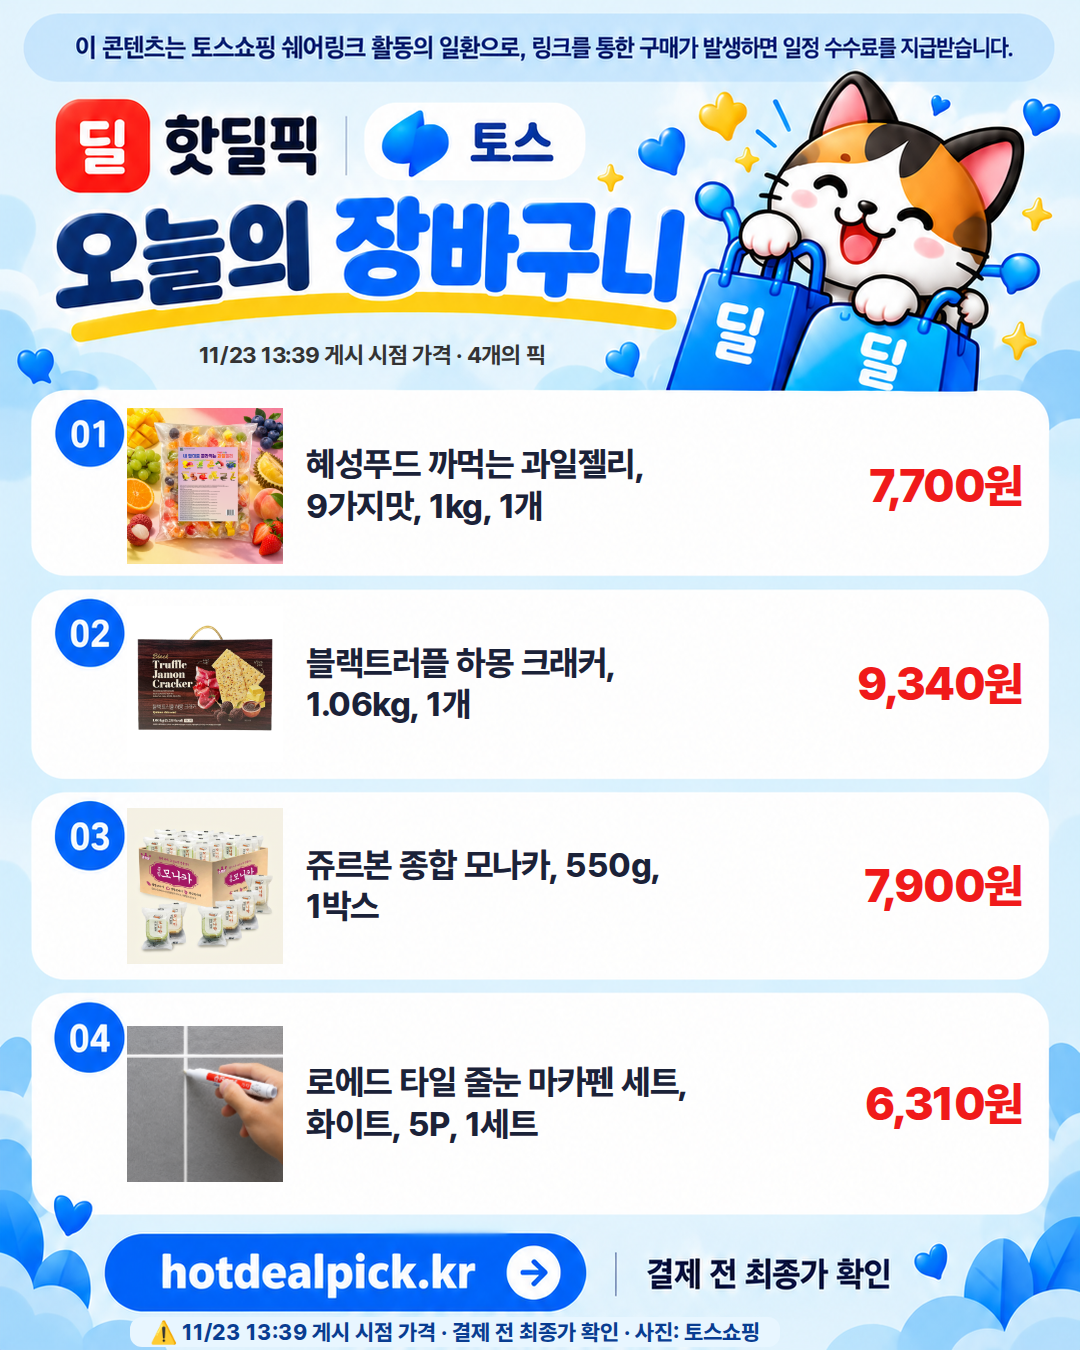 이 콘텐츠는 토스쇼핑 쉐어링크 활동의 일환으로, 링크를 통한 구매가 발생하면 일정 수수료를 지급받습니다.
딜 핫딜픽 토스
오늘의 장바구니
딜
딜
11/23 13:39 게시 시점 가격 · 4개의 픽
01
혜성푸드 까먹는 과일젤리,
9가지맛, 1kg, 1개
7,700원
02
Black
Truffle
Jamon
Cracker
블랙트러플 하몽 크래커,
1.06kg, 1개
9,340원
03
모나카
모나카
쥬르본 종합 모나카, 550g,
1박스
7,900원
04
로에드 타일 줄눈 마카펜 세트,
화이트, 5P, 1세트
6,310원
hotdealpick.kr
결제 전 최종가 확인
⚠️ 11/23 13:39 게시 시점 가격 · 결제 전 최종가 확인 · 사진: 토스쇼핑